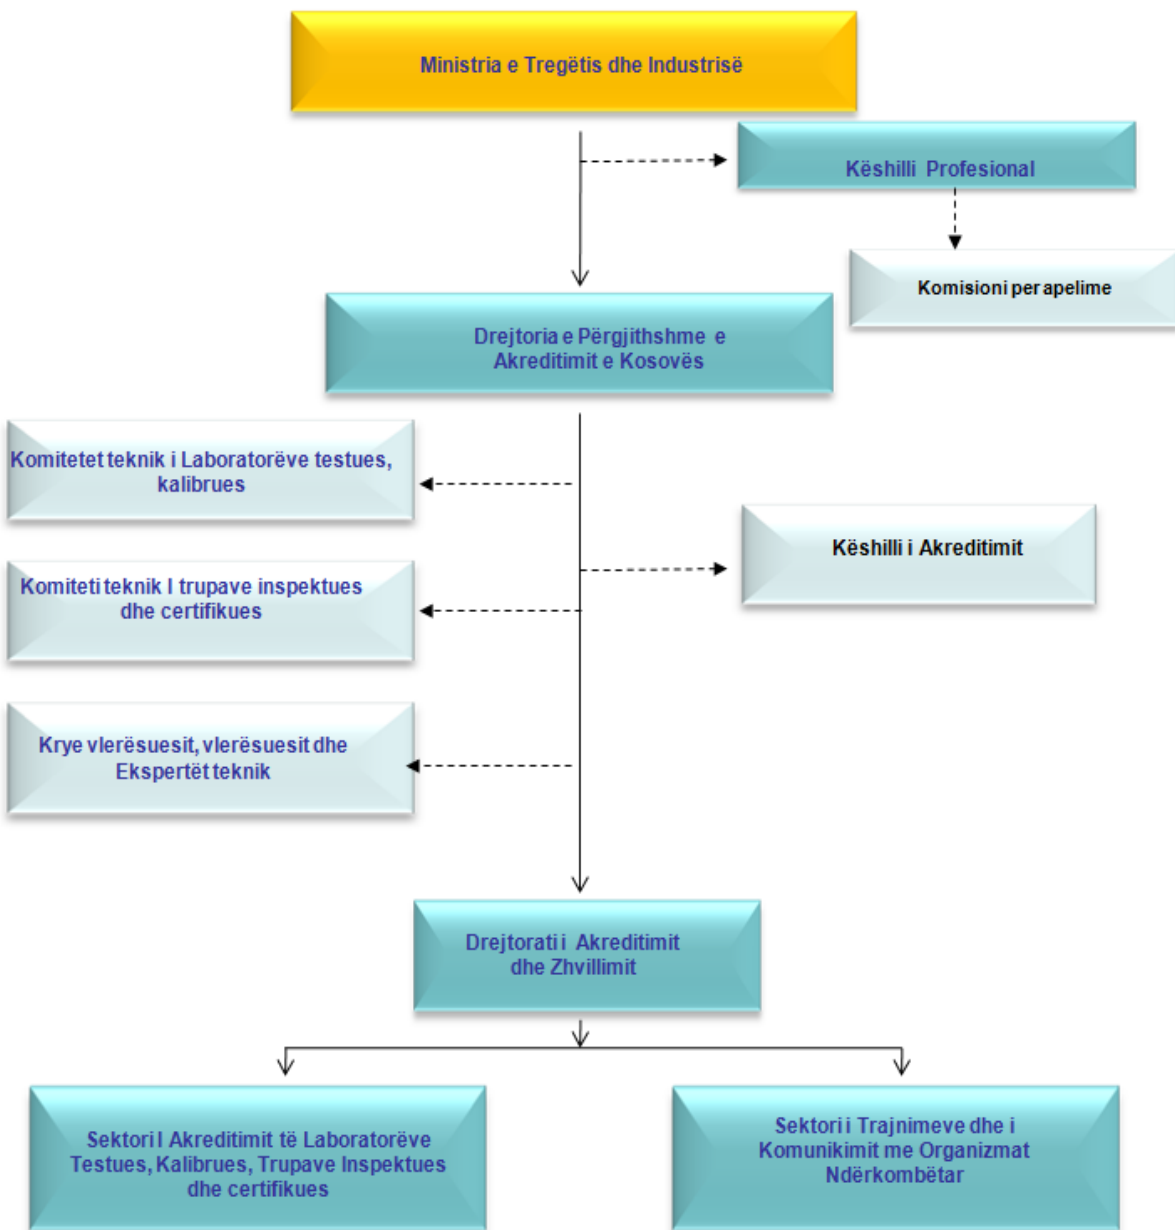 Ministria e Tregëtis dhe Industrisë
Këshilli Profesional
Komisioni per apelime
Drejtoria e Përgjithshme e
Akreditimit e Kosovës
Komitetet teknik i Laboratorëve testues,
kalibrues
Këshilli i Akreditimit
Komiteti teknik I trupave inspektues
dhe certifikues
Krye vlerësuesit, vlerësuesit dhe
Ekspertët teknik
Drejtorati i Akreditimit
dhe Zhvillimit
Sektori I Akreditimit të Laboratorëve
Testues, Kalibrues, Trupave Inspektues
dhe certifikues
Sektori i Trajnimeve dhe i
Komunikimit me Organizmat
Ndërkombëtar